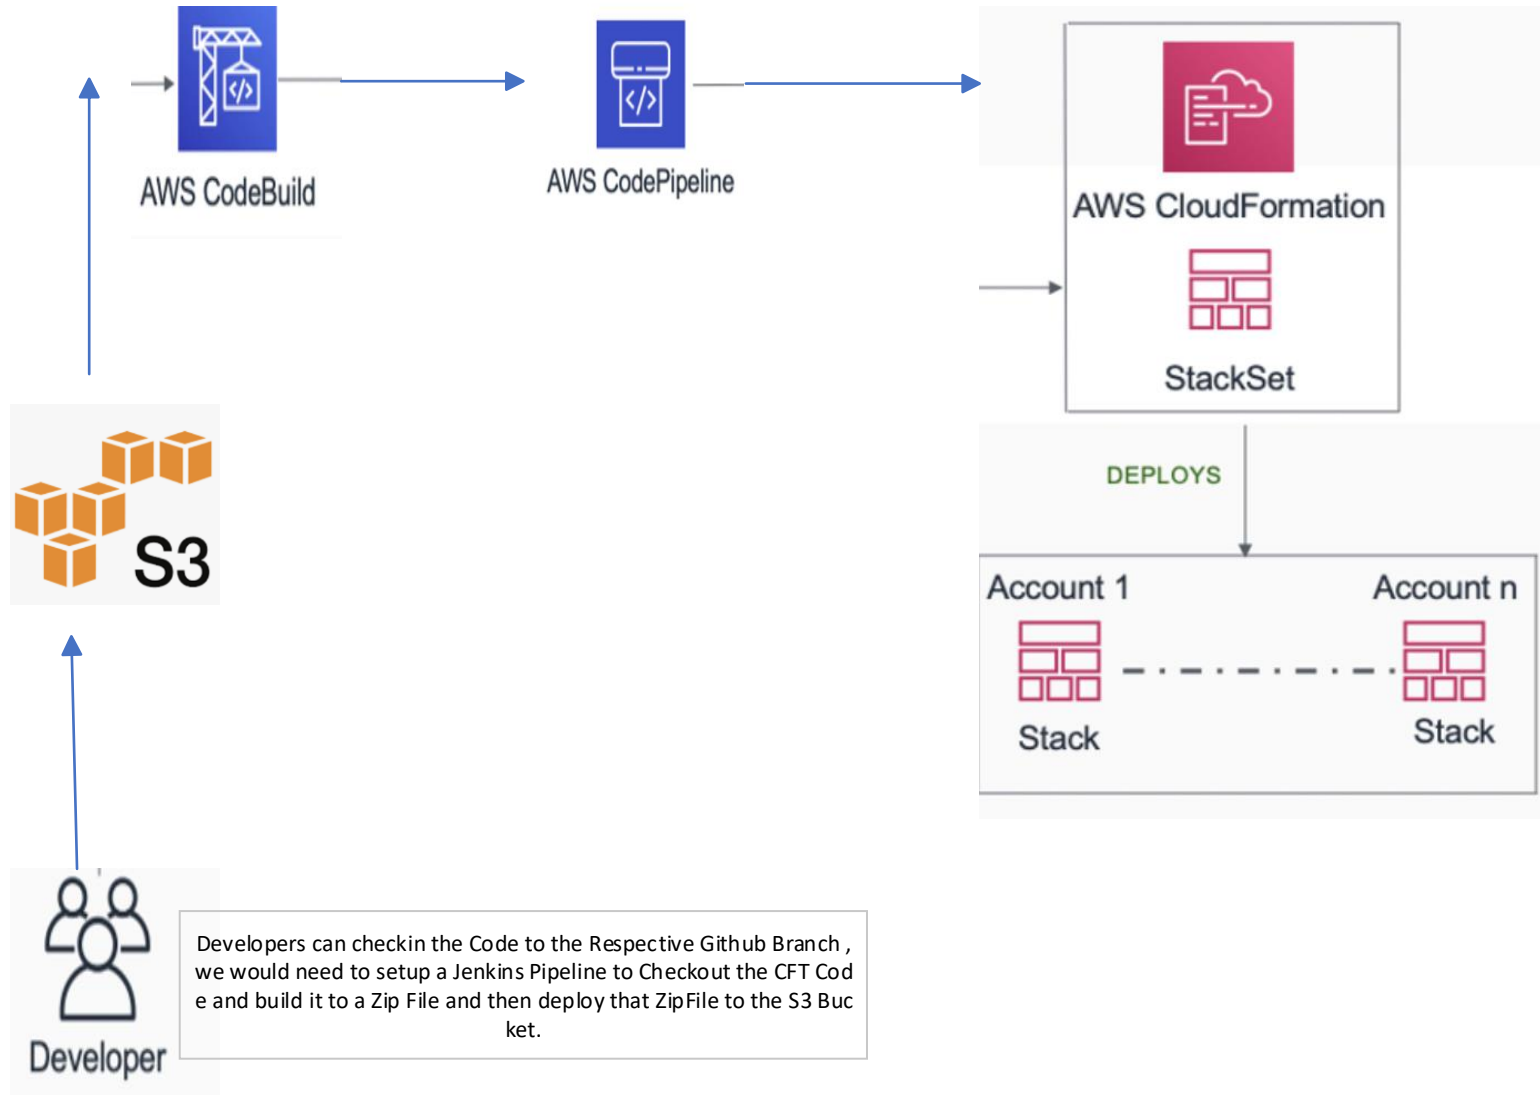 </>
AWS CodeBuild
</>
AWS CodePipeline
AWS CloudFormation
StackSet
DEPLOYS
S3
Account 1
Account n
Stack
Stack
Developers can checkin the Code to the Respective Github Branch ,
we would need to setup a Jenkins Pipeline to Checkout the CFT Cod
e and build it to a Zip File and then deploy that ZipFile to the S3 Buc
ket.
Developer